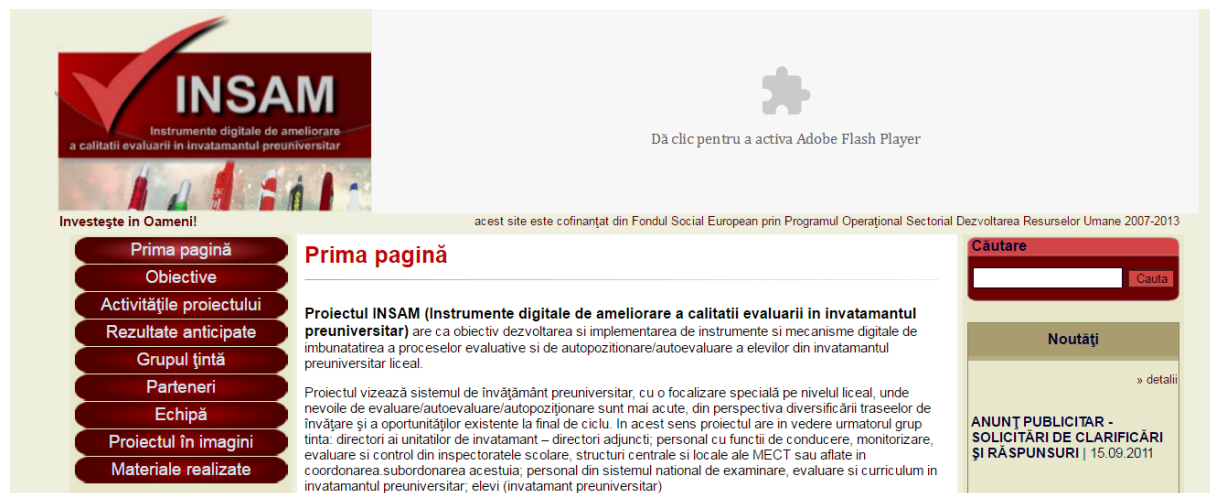 INSAM
Instrumente digitale de ameliorare
a calitatii evaluarii in invatamantul preuniversitar
Dă clic pentru a activa Adobe Flash Player
Investeşte in Oameni!
acest site este cofinanţat din Fondul Social European prin Programul Operaţional Sectorial Dezvoltarea Resurselor Umane 2007-2013
Prima pagină
Obiective
Activităţile proiectului
Rezultate anticipate
Grupul ţintă
Parteneri
Echipă
Proiectul în imagini
Materiale realizate
Prima pagină
Proiectul INSAM (Instrumente digitale de ameliorare a calitatii evaluarii in invatamantul
preuniversitar) are ca obiectiv dezvoltarea si implementarea de instrumente si mecanisme digitale de
imbunatatirea a proceselor evaluative si de autopozitionare/autoevaluare a elevilor din invatamantul
preuniversitar liceal.
Proiectul vizează sistemul de învăţământ preuniversitar, cu o focalizare specială pe nivelul liceal, unde
nevoile de evaluare/autoevaluare/autopoziţionare sunt mai acute, din perspectiva diversificării traseelor de
învăţare şi a oportunităţilor existente la final de ciclu. In acest sens proiectul are in vedere urmatorul grup
tinta: directori ai unitatilor de invatamant – directori adjuncti; personal cu functii de conducere, monitorizare,
evaluare si control din inspectoratele scolare, structuri centrale si locale ale MECT sau aflate in
coordonarea.subordonarea acestuia; personal din sistemul national de examinare, evaluare si curriculum in
invatamantul preuniversitar; elevi (invatamant preuniversitar)
Căutare
Cauta
Noutăţi
» detalii
ANUNŢ PUBLICITAR -
SOLICITĂRI DE CLARIFICĂRI
ŞI RĂSPUNSURI | 15.09.2011